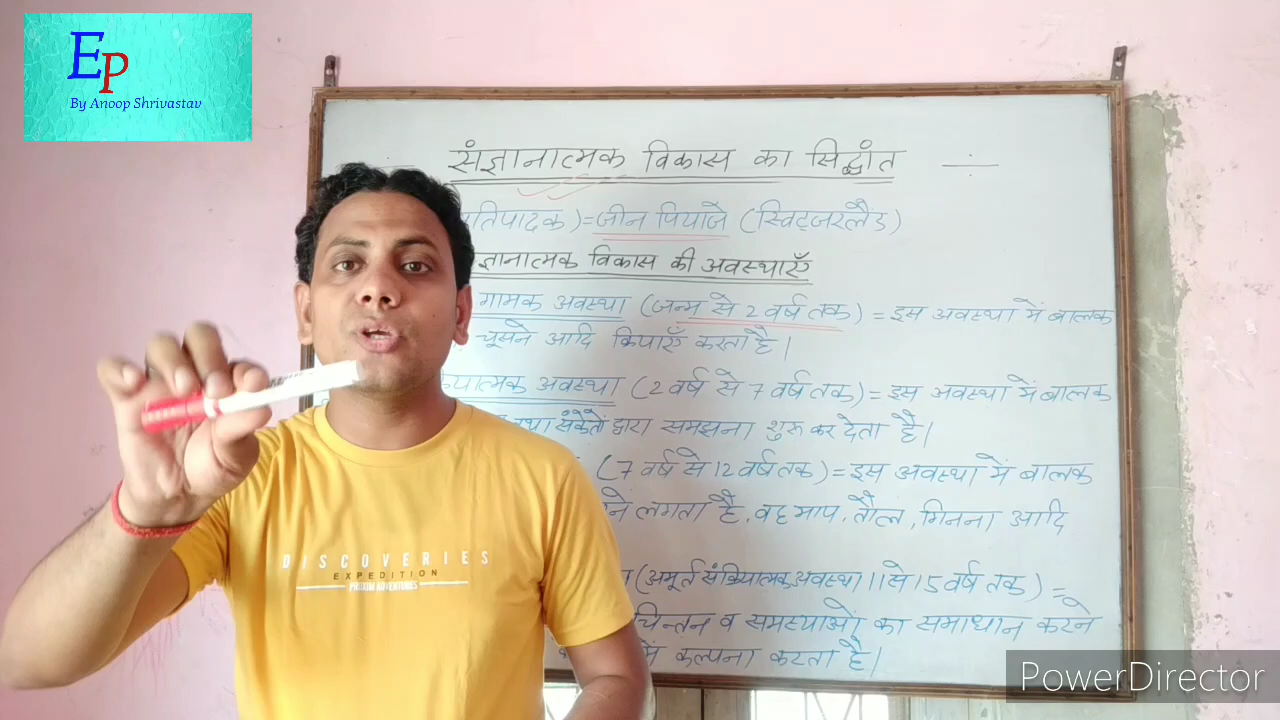 EP
By Anoop Shrivastav
संज्ञानात्मक विकास का सिद्धांत
तिपादक) = जीन पियाजे (स्विट्जरलैंड)
ज्ञानात्मक विकास की अवस्थाएँ
गामक अवस्था (जन्म से 2 वर्ष तक) = इस अवस्था में बालक
चूसने आदि क्रियाएँ करता है।
अवस्था (2 वर्ष से 7 वर्ष तक) = इस अवस्था में बालक
तथा संकेतों द्वारा समझना शुरू कर देता है।
(7 वर्ष से 12 वर्ष तक) = इस अवस्था में बालक
लगता है, वह माप, तौल, गिनना आदि
(अमूर्त संक्रियात्मक अवस्था 11 से 15 वर्ष तक) =
चिन्तन व समस्याओं का समाधान करने
में कल्पना करता है।
DISCOVERIES
EXPEDITION
PowerDirector